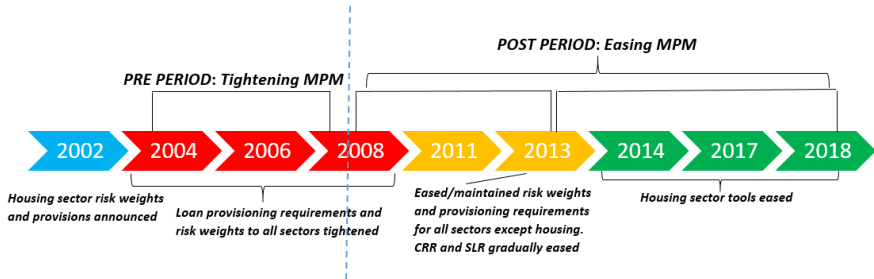 POST PERIOD: Easing MPM
PRE PERIOD: Tightening MPM
2002
2004
2006
2008
2011
2013
2014
2017
2018
Housing sector risk weights
and provisions announced
Loan provisioning requirements and
risk weights to all sectors tightened
Eased/maintained risk weights
and provisioning requirements
for all sectors except housing.
CRR and SLR gradually eased
Housing sector tools eased